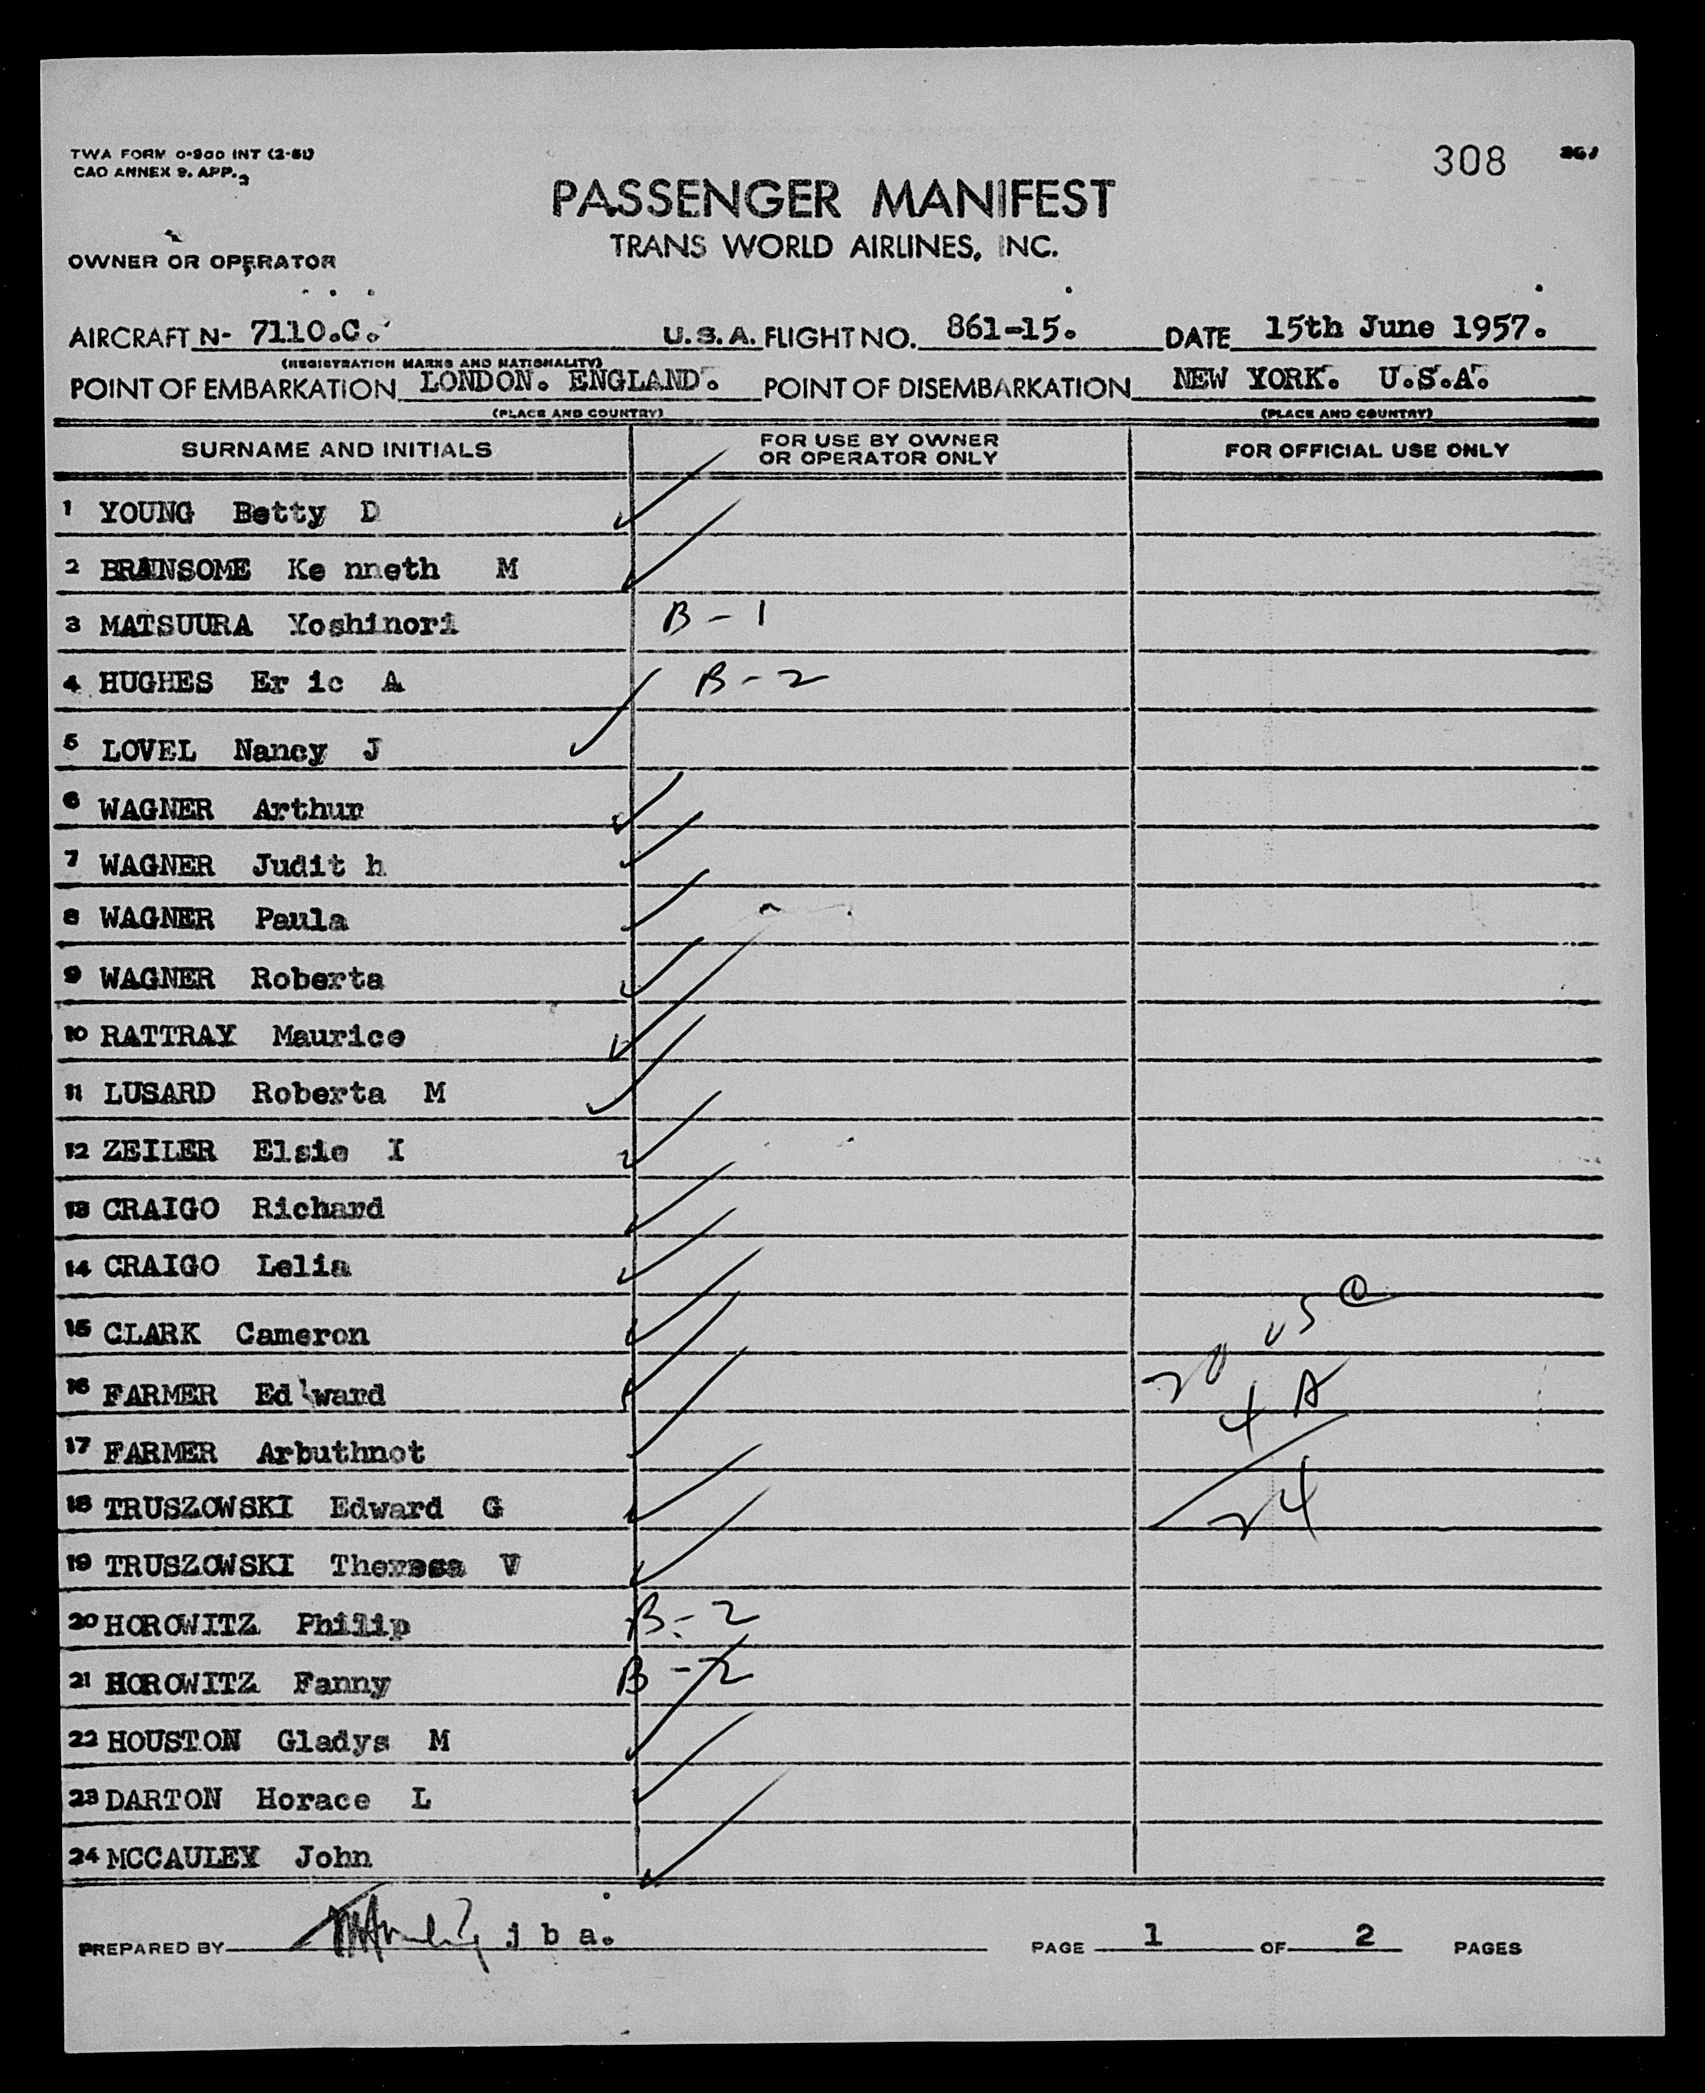 TWA FORM 0-900 INT (2-51)
CAO ANNEX 9. APP. 3
308
PASSENGER MANIFEST
TRANS WORLD AIRLINES, INC.
OWNER OR OPERATOR
AIRCRAFT N- 7110.C. U.S.A. FLIGHT NO. 861-15. DATE 15th June 1957.
(REGISTRATION MARKS AND NATIONALITY)
POINT OF EMBARKATION LONDON. ENGLAND. POINT OF DISEMBARKATION NEW YORK. U.S.A.
(PLACE AND COUNTRY) (PLACE AND COUNTRY)
SURNAME AND INITIALS FOR USE BY OWNER OR OPERATOR ONLY FOR OFFICIAL USE ONLY
1 YOUNG Betty D
2 BRANSOME Ke nneth M
3 MATSUURA Yoshinori B-1
4 HUGHES Er ic A B-2
5 LOVEL Nancy J
6 WAGNER Arthur
7 WAGNER Judit h
8 WAGNER Paula
9 WAGNER Roberta
10 RATTRAY Maurice
11 LUSARD Roberta M
12 ZEILER Elsie I
13 CRAIGO Richard
14 CRAIGO Lelia
15 CLARK Cameron
16 FARMER Ed\ward
17 FARMER Arbuthnot
18 TRUSZOWSKI Edward G
19 TRUSZOWSKI Theresa V
20 HOROWITZ Philip B-2
21 HOROWITZ Fanny B-2
22 HOUSTON Gladys M
23 DARTON Horace L
24 MCCAULEY John
20 USC
4 A
24
PREPARED BY j b a. PAGE 1 OF 2 PAGES